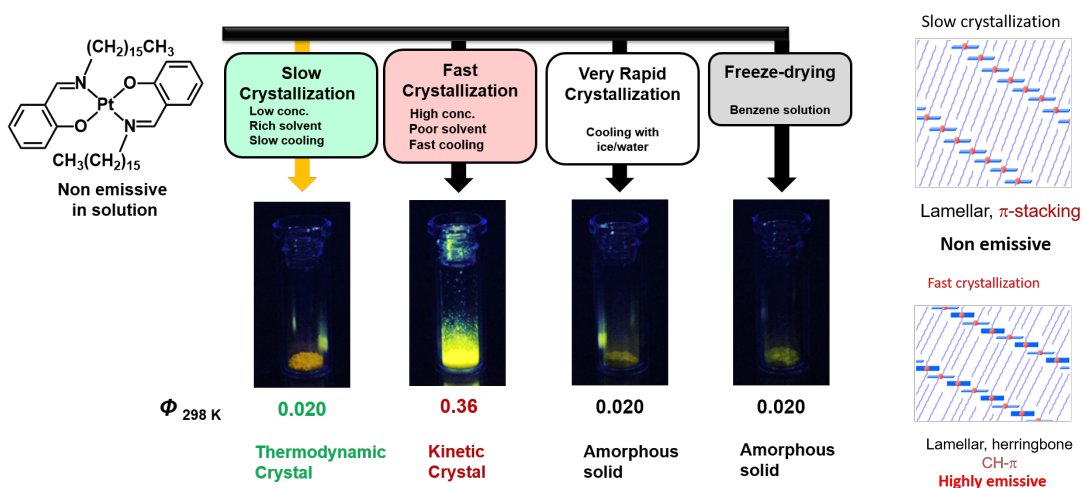 (CH2)15CH3
N
O
Pt
O
N
CH3(CH2)15
Non emissive
in solution
Slow
Crystallization
Low conc.
Rich solvent
Slow cooling
Fast
Crystallization
High conc.
Poor solvent
Fast cooling
Very Rapid
Crystallization
Cooling with
ice/water
Freeze-drying
Benzene solution
Φ 298 K
0.020
0.36
0.020
0.020
Thermodynamic
Crystal
Kinetic
Crystal
Amorphous
solid
Amorphous
solid
Slow crystallization
Lamellar, π-stacking
Non emissive
Fast crystallization
Lamellar, herringbone
CH-π
Highly emissive